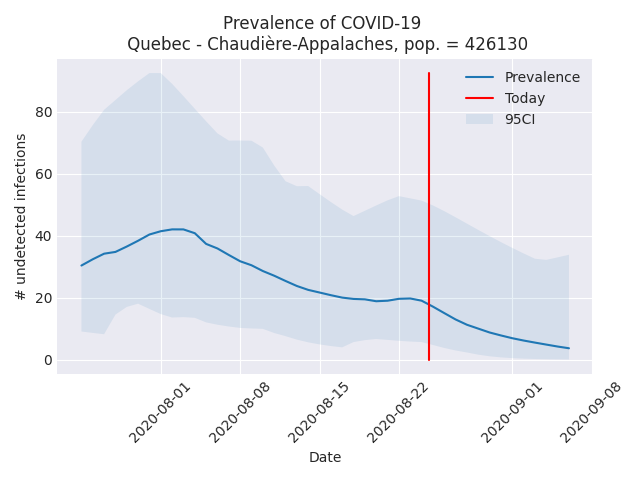 Prevalence of COVID-19
Quebec - Chaudière-Appalaches, pop. = 426130
Prevalence
Today
95CI
80
60
40
20
0
# undetected infections
2020-08-01
2020-08-08
2020-08-15
2020-08-22
2020-09-01
2020-09-08
Date